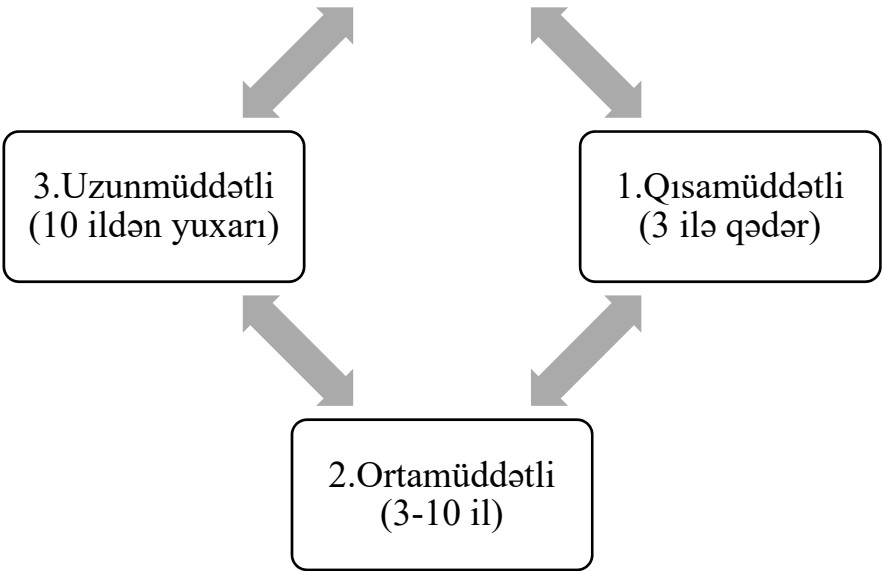 3.Uzunmüddətli
(10 ildən yuxarı)
1.Qısamüddətli
(3 ilə qədər)
2.Ortamüddətli
(3-10 il)